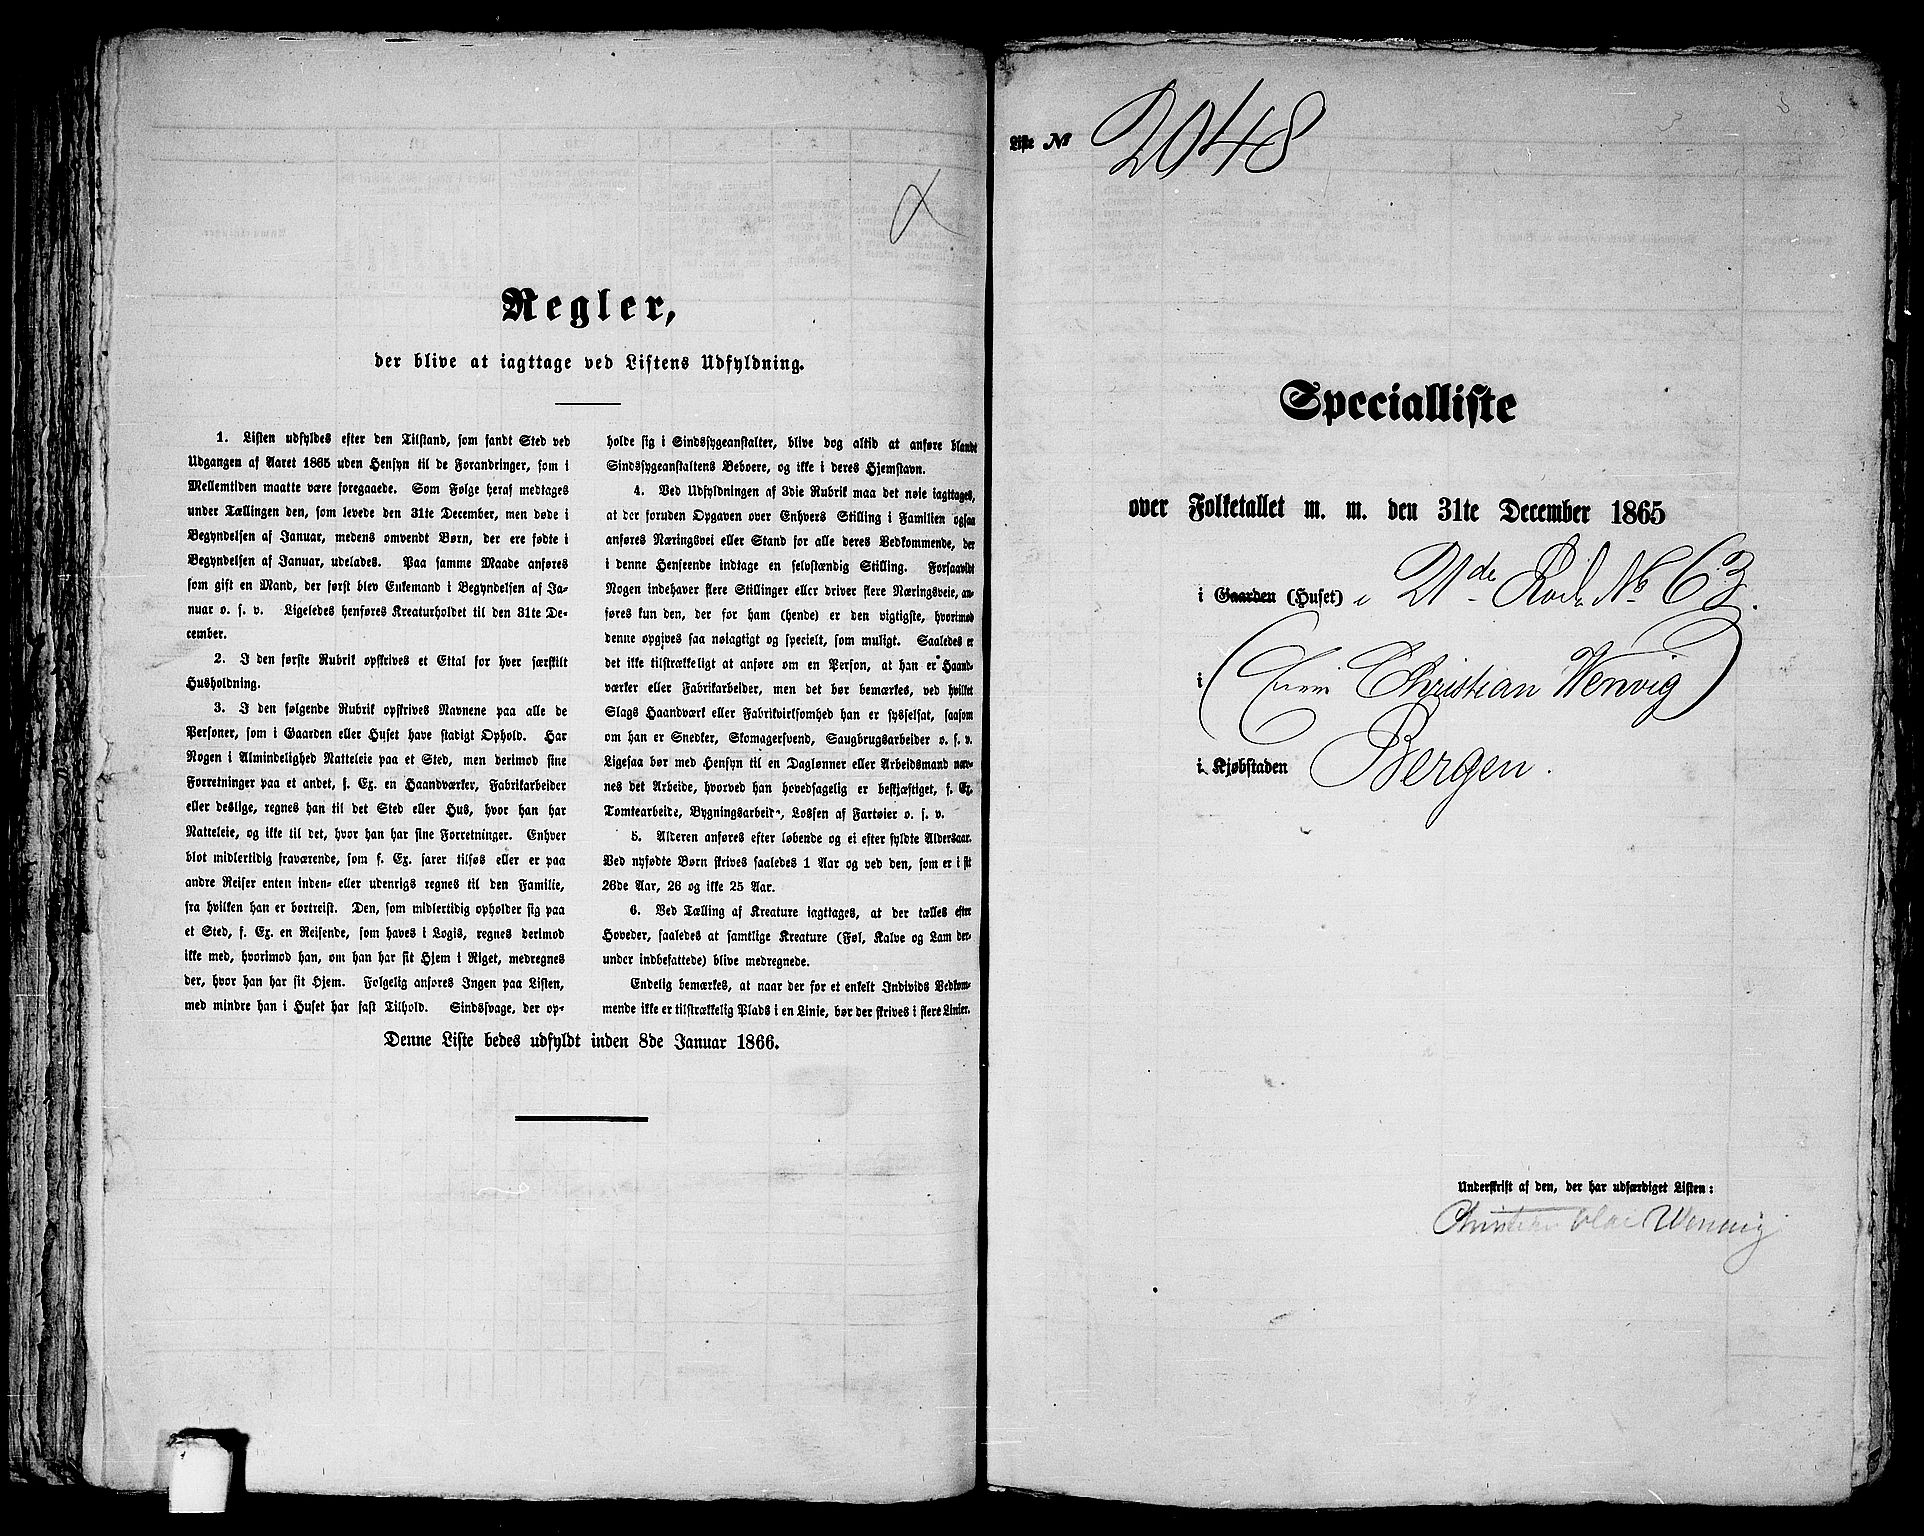 Regler,
der blive at iagttage ved Listens Udfyldning.
1. Listen udfyldes efter den Tilstand, som fandt Sted ved
Udgangen af Aaret 1865 uden Hensyn til de Forandringer, som i
Mellemtiden maatte være foregaaede. Som Følge heraf medtages
under Tællingen den, som levede den 31te December, men døde i
Begyndelsen af Januar, medens omvendt Børn, der ere fødte i
Begyndelsen af Januar, udelades. Paa samme Maade anføres
som gift en Mand, der først blev Enkemand i Begyndelsen af Ja-
nuar o. s. v. Ligeledes henføres Kreaturholdet til den 31te De-
cember.
2. I den første Rubrik opskrives et Ettal for hver særskilt
Husholdning.
3. I den følgende Rubrik opskrives Navnene paa alle de
Personer, som i Gaarden eller Huset have stadigt Ophold. Har
Nogen i Almindelighed Natteleie paa et Sted, men derimod sine
Forretninger paa et andet, f. Ex. en Haandværker, Fabrikarbeider
eller deslige, regnes han til det Sted eller Hus, hvor han har
Natteleie, og ikke til det, hvor han har sine Forretninger. Enhver
blot midlertidig fraværende, som f. Ex. farer tilsøs eller er paa
andre Reiser enten inden- eller udenrigs regnes til den Familie,
fra hvilken han er bortreist. Den, som midlertidig opholder sig paa
et Sted, f. Ex. en Reisende, som haves i Logis, regnes derimod
ikke med, hvorimod han, om han har sit Hjem i Riget, medregnes
der, hvor han har sit Hjem. Følgelig anføres Ingen paa Listen,
med mindre han i Huset har fast Tilhold. Sindssvage, der op-
holde sig i Sindssygeanstalter, blive dog altid at anføre blandt
Sindssygeanstaltens Beboere, og ikke i deres Hjemstavn.
4. Ved Udfyldningen af 3die Rubrik maa det nøie iagttages,
at der foruden Opgaven over Enhvers Stilling i Familien ogsaa
anføres Næringsvei eller Stand for alle deres Vedkommende, der
i denne Henseende indtage en selvstændig Stilling. Forsaavidt
Nogen indehaver flere Stillinger eller driver flere Næringsveie, an-
føres kun den, der for ham (hende) er den vigtigste, hvorimod
denne opgives saa nøiagtigt og specielt, som muligt. Saaledes er
det ikke tilstrækkeligt at anføre om en Person, at han er Haand-
værker eller Fabrikarbeider, men det bør bemærkes, ved hvilket
Slags Haandværk eller Fabrikvirksomhed han er sysselsat, saasom
om han er Snedker, Skomagersvend, Saugbrugsarbeider o. s. v.
Ligesaa bør med Hensyn til en Daglønner eller Arbeidsmand næv-
nes det Arbeide, hvorved han hovedsagelig er beskjæftiget, f. Ex.
Tomtearbeide, Bygningsarbeide, Lossen af Fartøier o. s. v.
5. Alderen anføres efter løbende og ei efter fyldte Aldersaar.
Ved nyfødte Børn skrives saaledes 1 Aar og ved den, som er i sit
26de Aar, 26 og ikke 25 Aar.
6. Ved Tælling af Kreature iagttages, at der tælles efter
Hoveder, saaledes at samtlige Kreature (Føl, Kalve og Lam der-
under indbefattede) blive medregnede.
Endelig bemærkes, at naar der for et enkelt Individs Vedkom-
mende ikke er tilstrækkelig Plads i en Linie, bør der skrives i flere Linier.
Denne Liste bedes udfyldt inden 8de Januar 1866.
Liste No 2048
Specialliste
over Folketallet m. m. den 31te December 1865
i Gaarden (Huset) i 21de Rode No 63.
i (Christian Wenvig)
i Kjøbstaden Bergen.
Underskrift af den, der har udfærdiget Listen:
Christian Wenvig